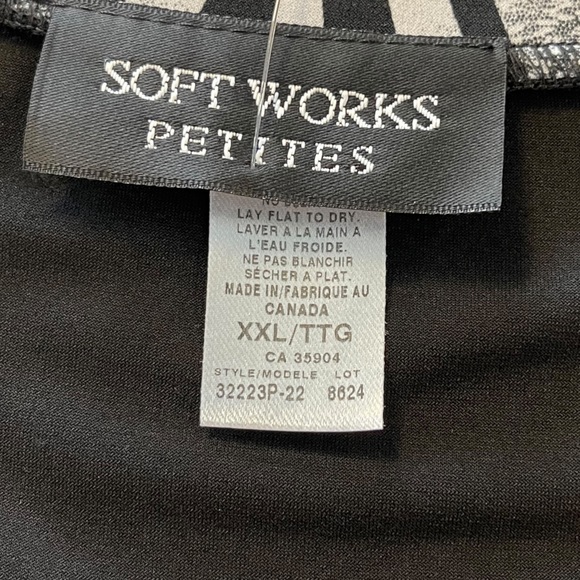 SOFT WORKS
PETITES
LAY FLAT TO DRY.
LAVER A LA MAIN A
L'EAU FROIDE.
NE PAS BLANCHIR
SÉCHER A PLAT.
MADE IN/FABRIQUE AU
CANADA
XXL/TTG
CA 35904
STYLE/MODELE LOT
32223P-22 8624